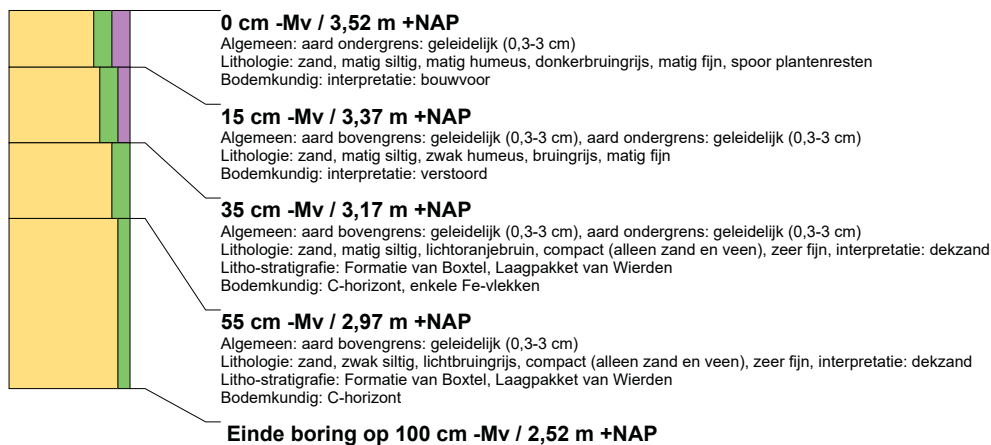 0 cm -Mv / 3,52 m +NAP
Algemeen: aard ondergrens: geleidelijk (0,3-3 cm)
Lithologie: zand, matig siltig, matig humeus, donkerbruingrijs, matig fijn, spoor plantenresten
Bodemkundig: interpretatie: bouwvoor
15 cm -Mv / 3,37 m +NAP
Algemeen: aard bovengrens: geleidelijk (0,3-3 cm), aard ondergrens: geleidelijk (0,3-3 cm)
Lithologie: zand, matig siltig, zwak humeus, bruingrijs, matig fijn
Bodemkundig: interpretatie: verstoord
35 cm -Mv / 3,17 m +NAP
Algemeen: aard bovengrens: geleidelijk (0,3-3 cm), aard ondergrens: geleidelijk (0,3-3 cm)
Lithologie: zand, matig siltig, lichtoranjebruin, compact (alleen zand en veen), zeer fijn, interpretatie: dekzand
Litho-stratigrafie: Formatie van Boxtel, Laagpakket van Wierden
Bodemkundig: C-horizont, enkele Fe-vlekken
55 cm -Mv / 2,97 m +NAP
Algemeen: aard bovengrens: geleidelijk (0,3-3 cm)
Lithologie: zand, zwak siltig, lichtbruingrijs, compact (alleen zand en veen), zeer fijn, interpretatie: dekzand
Litho-stratigrafie: Formatie van Boxtel, Laagpakket van Wierden
Bodemkundig: C-horizont
Einde boring op 100 cm -Mv / 2,52 m +NAP